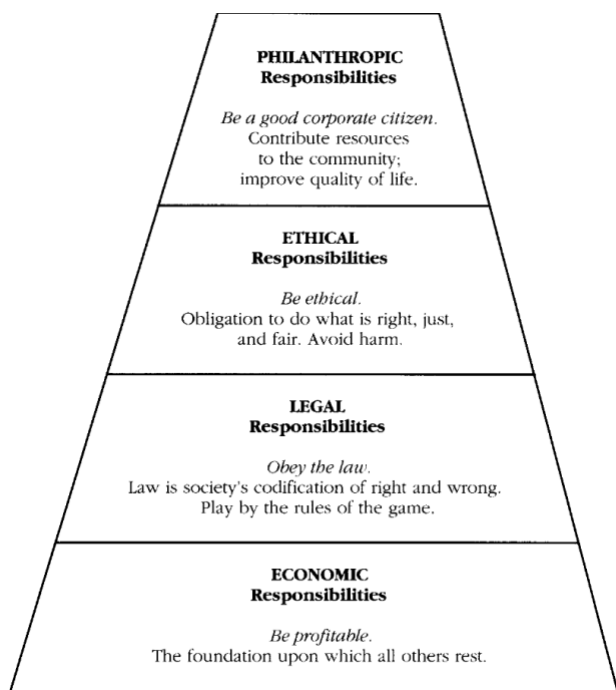 PHILANTHROPIC
Responsibilities
Be a good corporate citizen.
Contribute resources
to the community;
improve quality of life.
ETHICAL
Responsibilities
Be ethical.
Obligation to do what is right, just,
and fair. Avoid harm.
LEGAL
Responsibilities
Obey the law.
Law is society's codification of right and wrong.
Play by the rules of the game.
ECONOMIC
Responsibilities
Be profitable.
The foundation upon which all others rest.